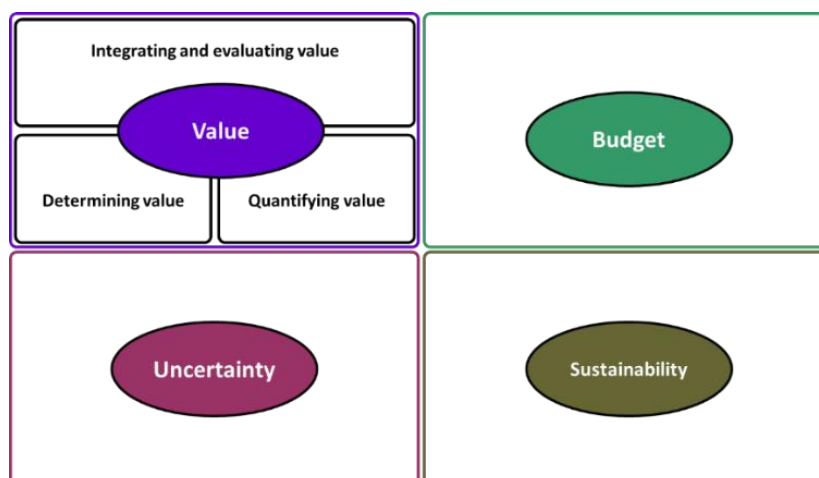 Integrating and evaluating value
Value
Determining value
Quantifying value
Budget
Uncertainty
Sustainability